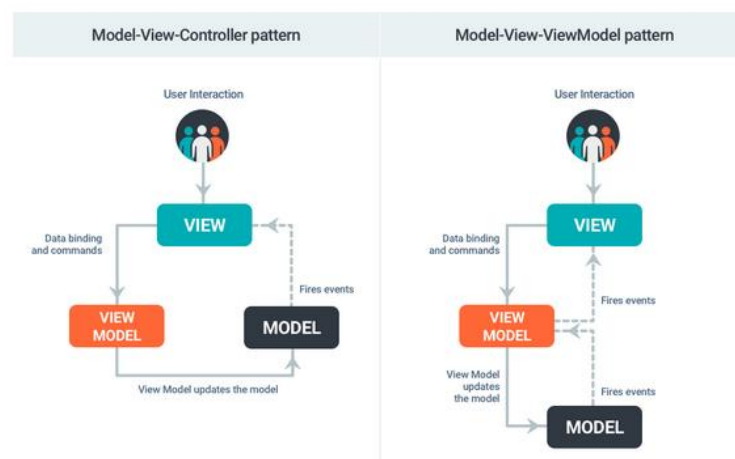 Model-View-Controller pattern
User Interaction
VIEW
Data binding
and commands
Fires events
VIEW
MODEL
MODEL
View Model updates the model
Model-View-ViewModel pattern
User Interaction
VIEW
Data binding
and commands
Fires events
VIEW
MODEL
View Model
updates
the model
Fires events
MODEL